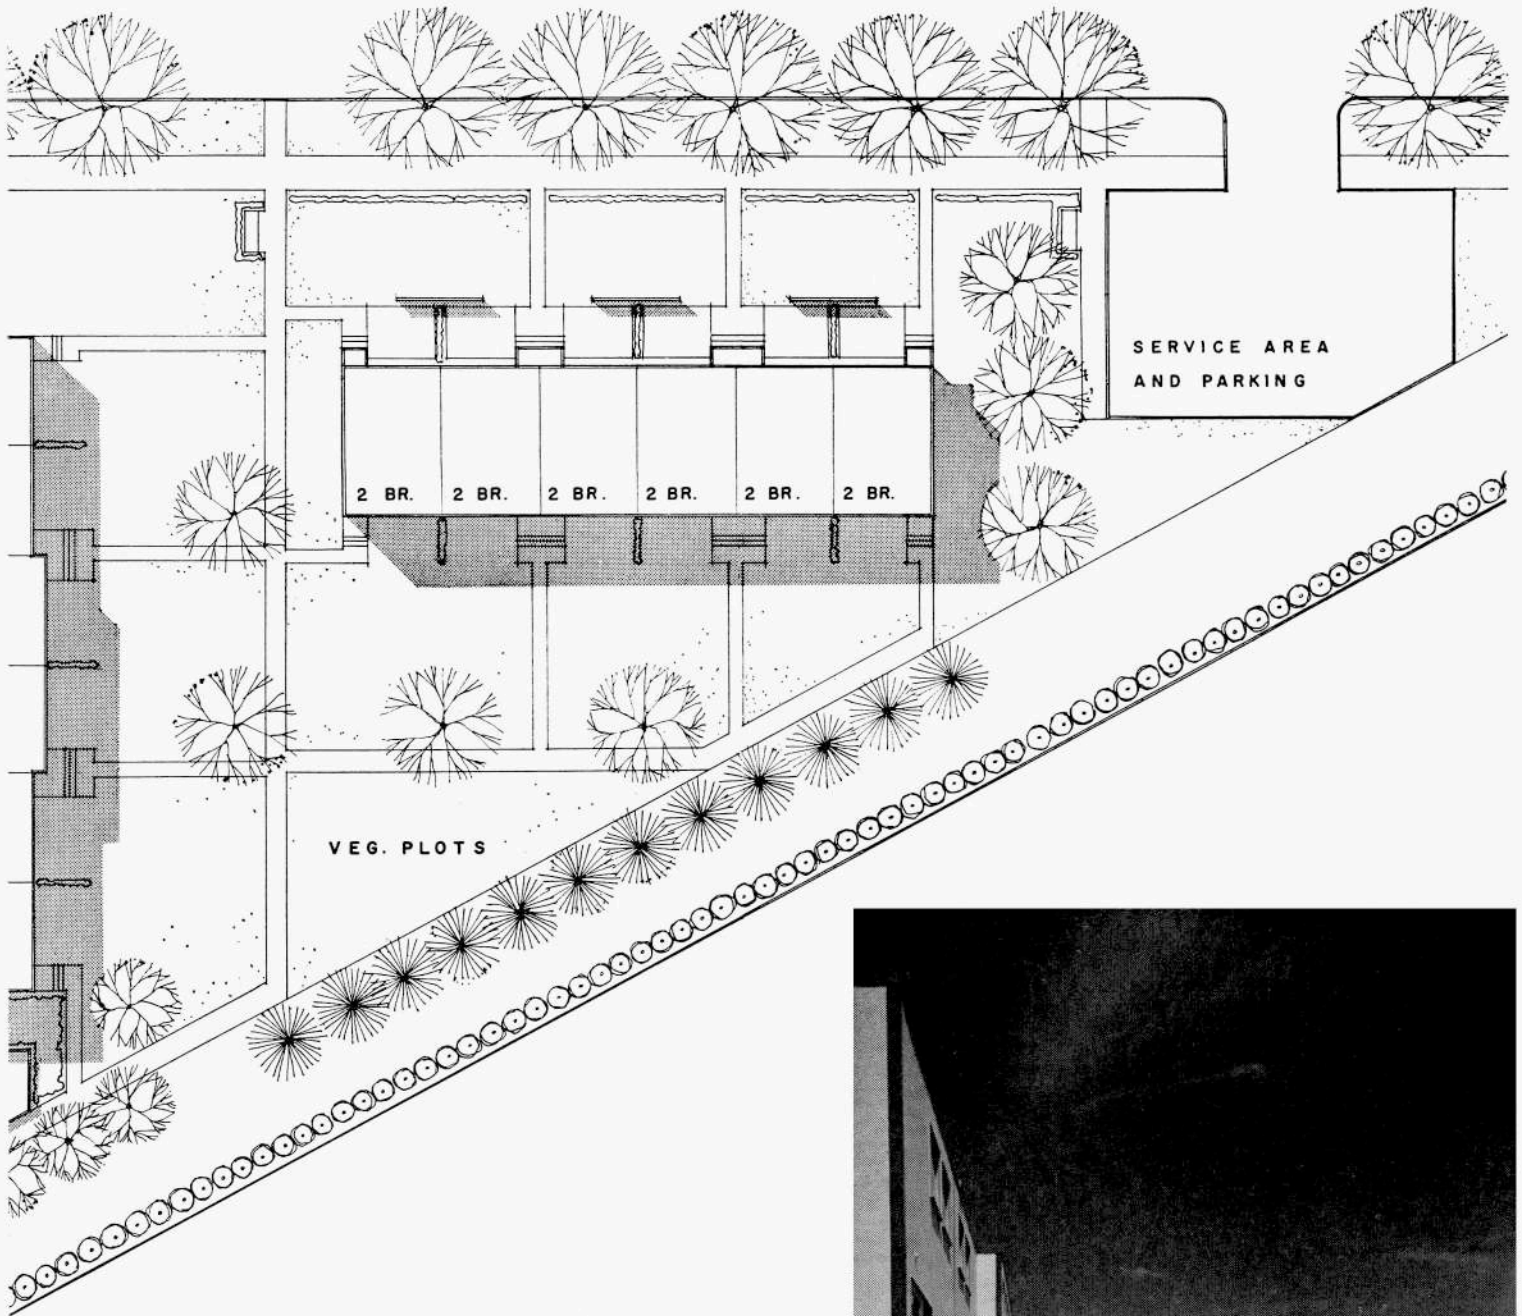 SERVICE AREA
AND PARKING
2 BR. 2 BR. 2 BR. 2 BR. 2 BR. 2 BR.
VEG. PLOTS